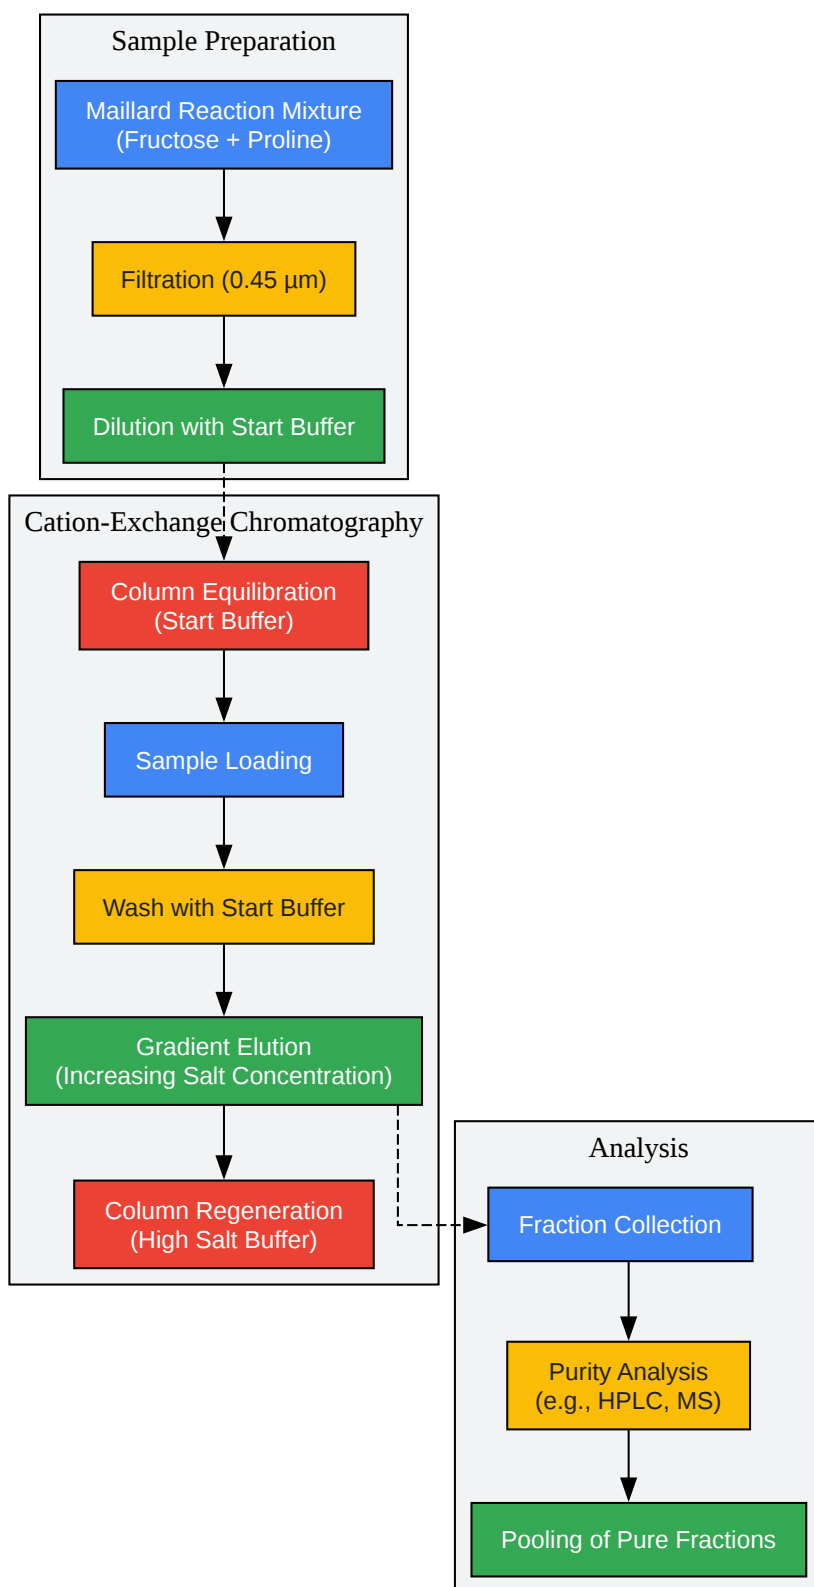 Sample Preparation
Maillard Reaction Mixture
(Fructose + Proline)
Filtration (0.45 µm)
Dilution with Start Buffer
Cation-Exchange Chromatography
Column Equilibration
(Start Buffer)
Sample Loading
Wash with Start Buffer
Gradient Elution
(Increasing Salt Concentration)
Column Regeneration
(High Salt Buffer)
Analysis
Fraction Collection
Purity Analysis
(e.g., HPLC, MS)
Pooling of Pure Fractions